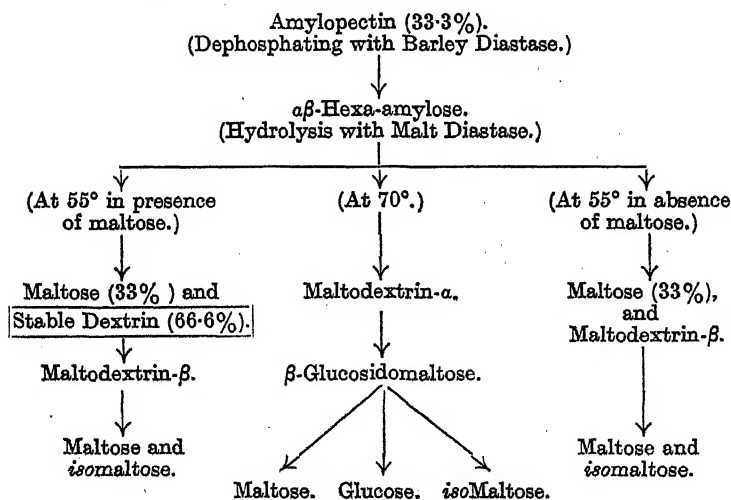 Amylopectin (33·3%).
(Dephosphating with Barley Diastase.)
αβ-Hexa-amylose.
(Hydrolysis with Malt Diastase.)
(At 55° in presence
of maltose.)
Maltose (33% ) and
Stable Dextrin (66·6%).
Maltodextrin-β.
Maltose and
isomaltose.
(At 70°.)
Maltodextrin-α.
β-Glucosidomaltose.
Maltose. Glucose. isoMaltose.
(At 55° in absence
of maltose.)
Maltose (33%),
and
Maltodextrin-β.
Maltose and
isomaltose.